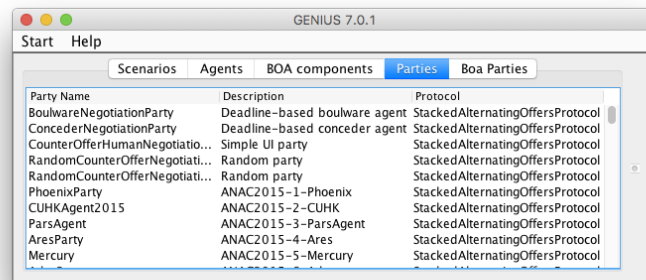 GENIUS 7.0.1
Start Help
Scenarios Agents BOA components Parties Boa Parties
Party Name Description Protocol
BoulwareNegotiationParty Deadline-based boulware agent StackedAlternatingOffersProtocol
ConcederNegotiationParty Deadline-based conceder agent StackedAlternatingOffersProtocol
CounterOfferHumanNegotiatio... Simple UI party StackedAlternatingOffersProtocol
RandomCounterOfferNegotiati... Random party StackedAlternatingOffersProtocol
RandomCounterOfferNegotiati... Random party StackedAlternatingOffersProtocol
PhoenixParty ANAC2015-1-Phoenix StackedAlternatingOffersProtocol
CUHKAgent2015 ANAC2015-2-CUHK StackedAlternatingOffersProtocol
ParsAgent ANAC2015-3-ParsAgent StackedAlternatingOffersProtocol
AresParty ANAC2015-4-Ares StackedAlternatingOffersProtocol
Mercury ANAC2015-5-Mercury StackedAlternatingOffersProtocol